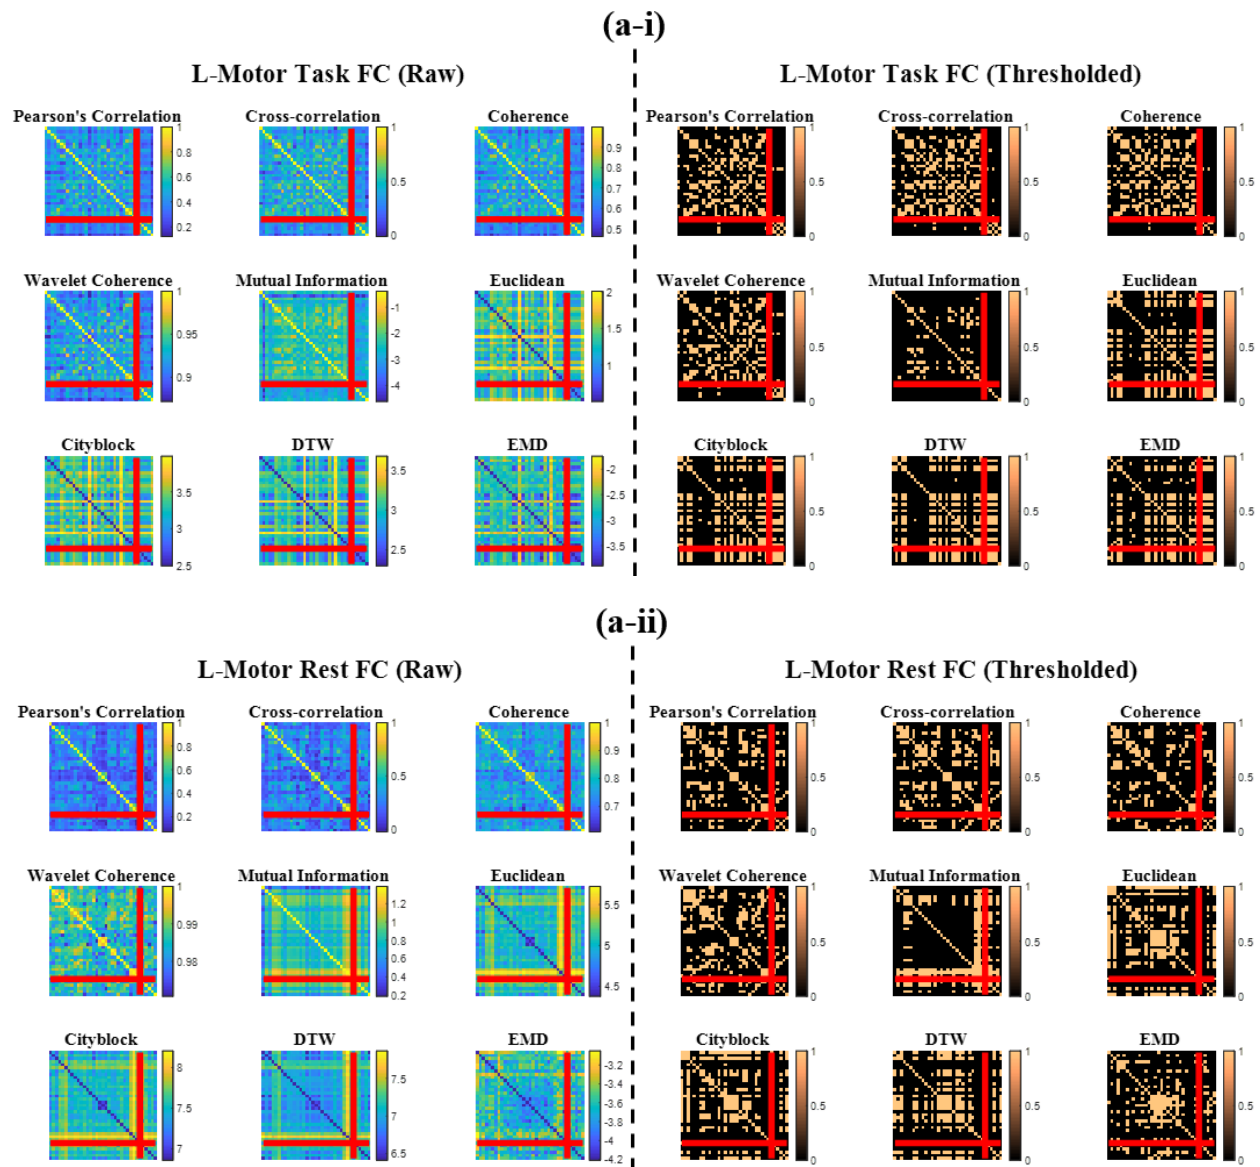 (a-i)
L-Motor Task FC (Raw)
L-Motor Task FC (Thresholded)
Pearson's Correlation
Cross-correlation
Coherence
Pearson's Correlation
Cross-correlation
Coherence
1
0.8
0.6
0.4
0.2
1
0.5
0
0.9
0.8
0.7
0.6
0.5
1
0.5
0
1
0.5
0
1
0.5
0
Wavelet Coherence
Mutual Information
Euclidean
Wavelet Coherence
Mutual Information
Euclidean
1
0.95
0.9
-1
-2
-3
-4
2
1.5
1
1
0.5
0
1
0.5
0
1
0.5
0
Cityblock
DTW
EMD
Cityblock
DTW
EMD
3.5
3
2.5
3.5
3
2.5
-2
-2.5
-3
-3.5
1
0.5
0
1
0.5
0
1
0.5
0
(a-ii)
L-Motor Rest FC (Raw)
L-Motor Rest FC (Thresholded)
Pearson's Correlation
Cross-correlation
Coherence
Pearson's Correlation
Cross-correlation
Coherence
1
0.8
0.6
0.4
0.2
1
0.5
0
1
0.9
0.8
0.7
1
0.5
0
1
0.5
0
1
0.5
0
Wavelet Coherence
Mutual Information
Euclidean
Wavelet Coherence
Mutual Information
Euclidean
1
0.99
0.98
1.2
1
0.8
0.6
0.4
0.2
5.5
5
4.5
1
0.5
0
1
0.5
0
1
0.5
0
Cityblock
DTW
EMD
Cityblock
DTW
EMD
8
7.5
7
7.5
7
6.5
-3.2
-3.4
-3.6
-3.8
-4
-4.2
1
0.5
0
1
0.5
0
1
0.5
0